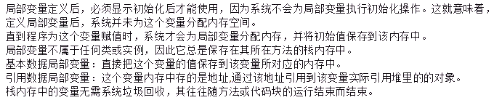 局部变量定义后，必须显示初始化后才能使用，因为系统不会为局部变量执行初始化操作。这就意味着，
定义局部变量后，系统并未为这个变量分配内存空间。
直到程序为这个变量赋值时，系统才会为局部变量分配内存，并将初始值保存到该内存中。
局部变量不属于任何类或实例，因此它总是保存在其所在方法的栈内存中。
基本数据局部变量：直接把这个变量的值保存到该变量所对应的内存中。
引用数据局部变量：这个变量内存中存的是地址,通过该地址引用到该变量实际引用堆里的的对象。
栈内存中的变量无需系统垃圾回收，其往往随方法或代码块的运行结束而结束。